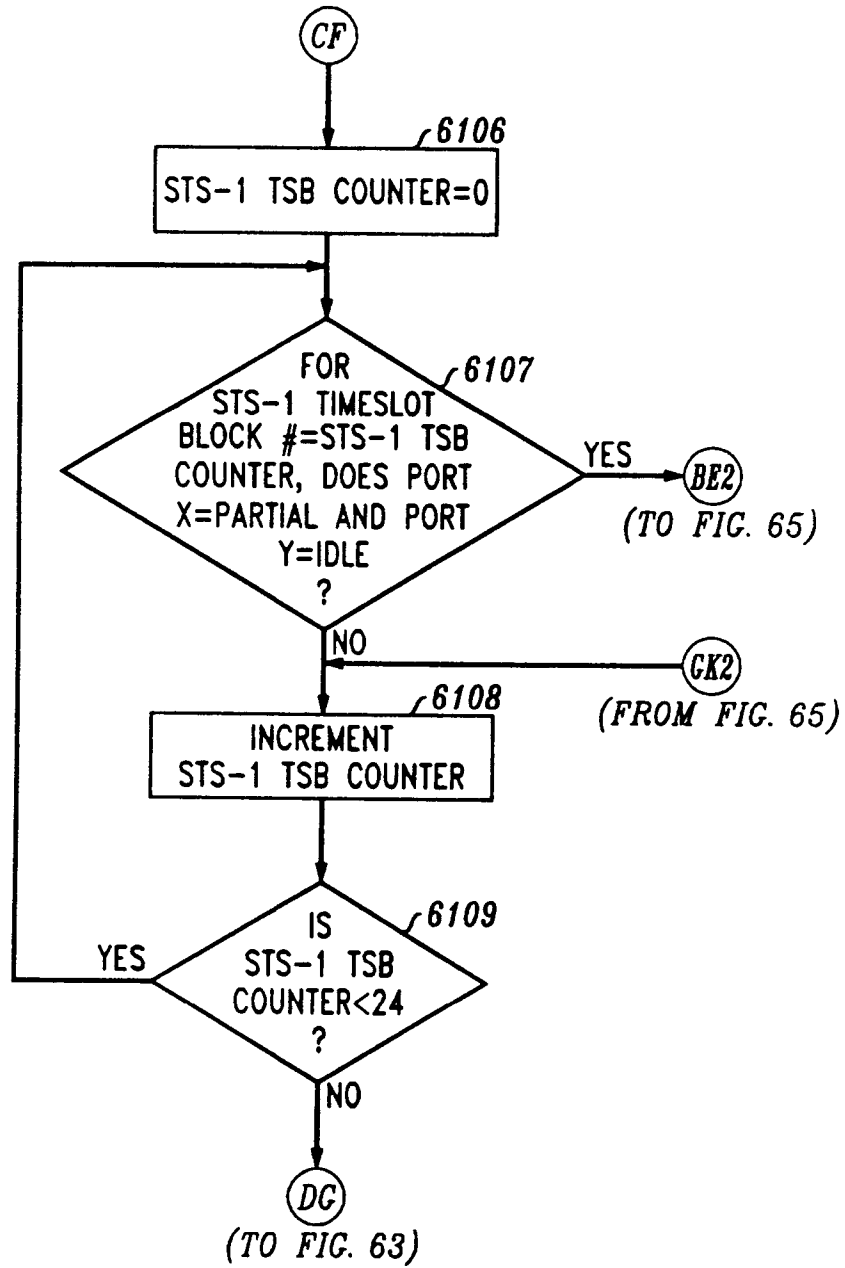 CF
6106
STS-1 TSB COUNTER=0
6107
FOR
STS-1 TIMESLOT
BLOCK #=STS-1 TSB
COUNTER, DOES PORT
X=PARTIAL AND PORT
Y=IDLE
?
YES
BE2
(TO FIG. 65)
NO
GK2
(FROM FIG. 65)
6108
INCREMENT
STS-1 TSB COUNTER
6109
IS
STS-1 TSB
COUNTER<24
?
YES
NO
DG
(TO FIG. 63)